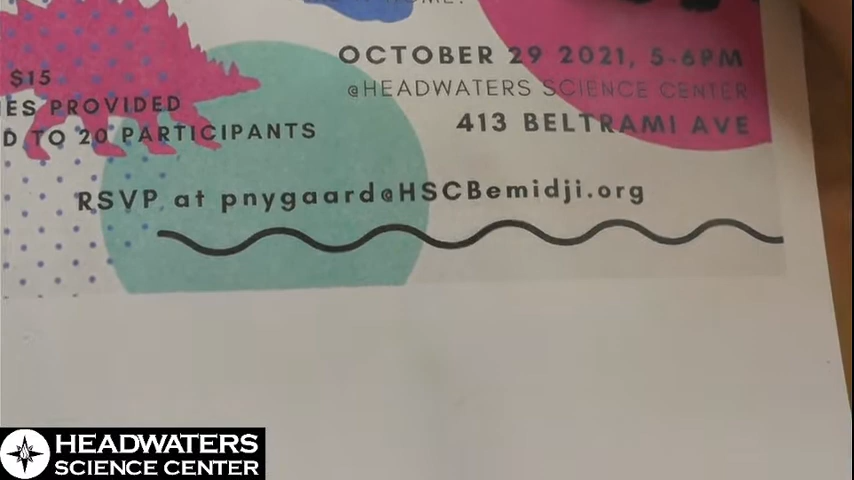 HOME!
$15
OCTOBER 29 2021, 5-6PM
@HEADWATERS SCIENCE CENTER
PROVIDED
TO 20 PARTICIPANTS
413 BELTRAMI AVE
RSVP at pnygaard@HSCBemidji.org
HEADWATERS
SCIENCE CENTER